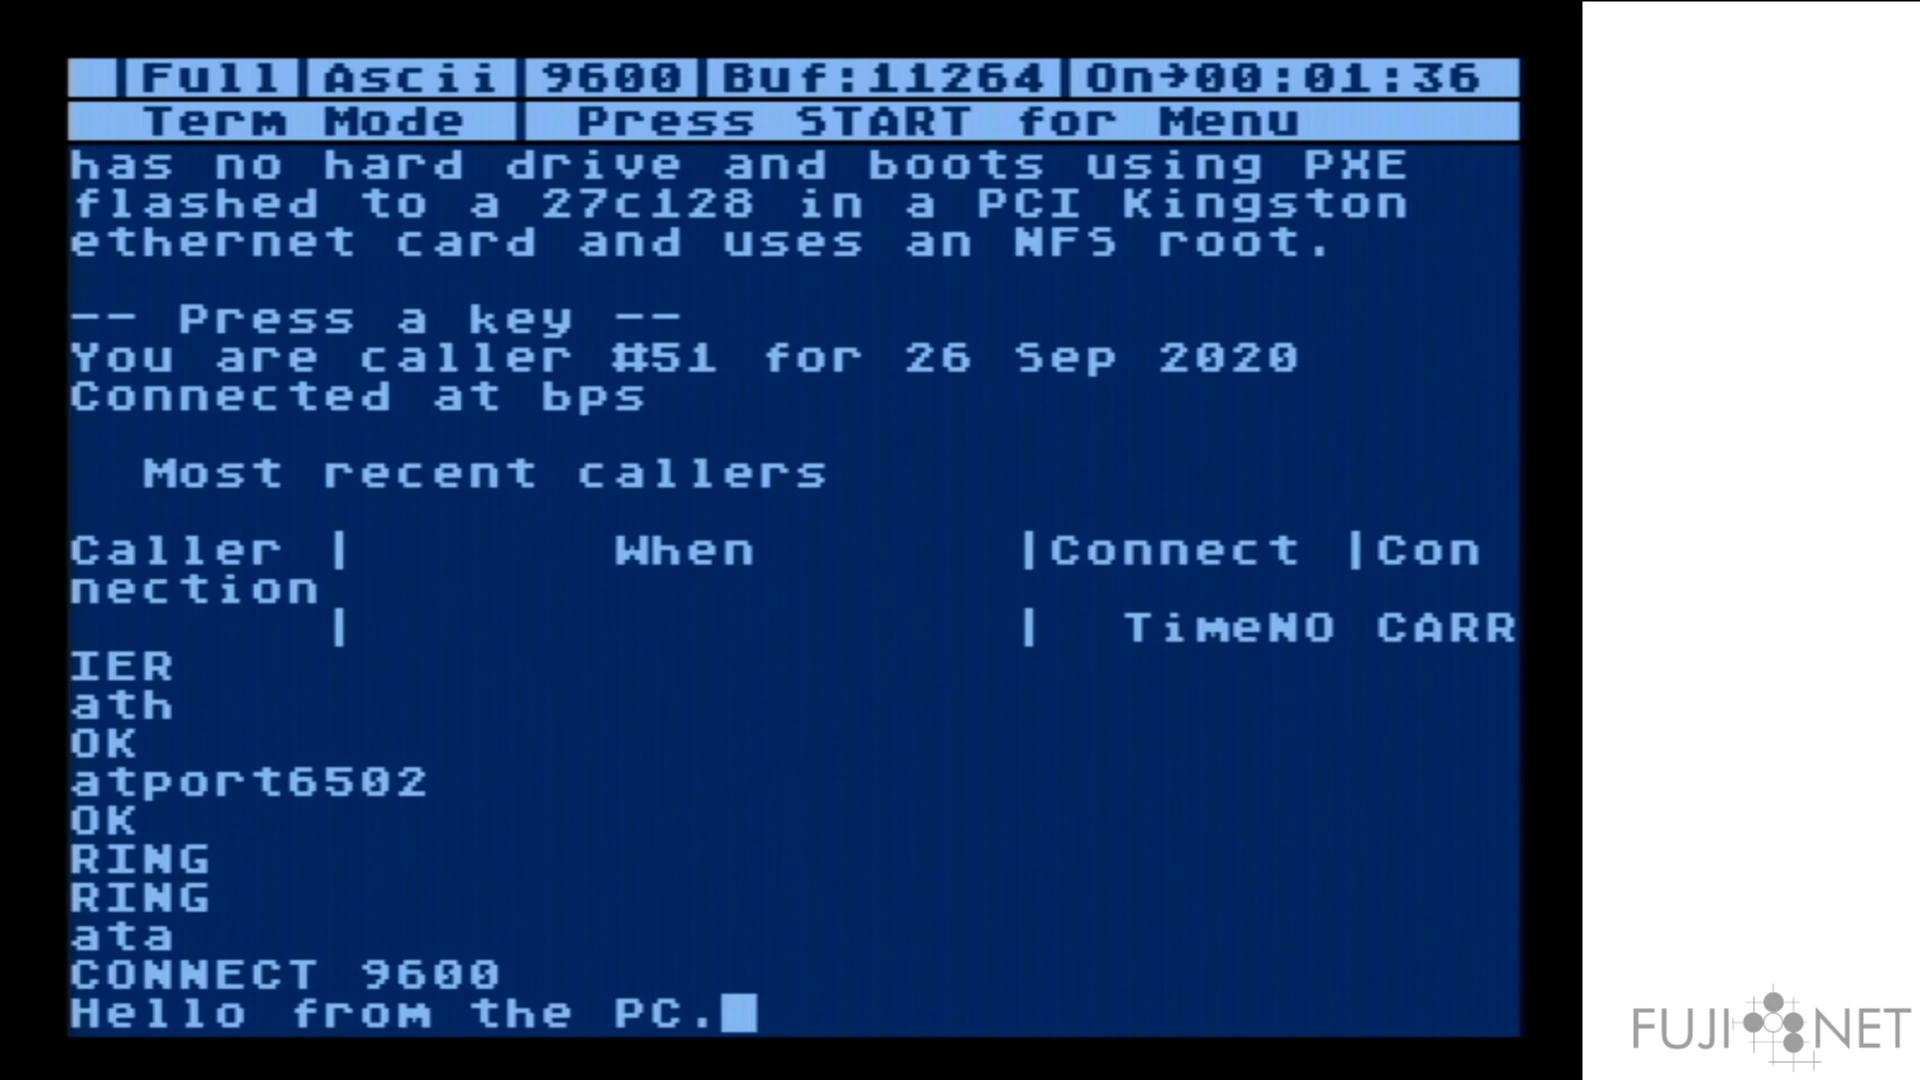 Full|Ascii|9600|Buf:11264|On→00:01:36
Term Mode | Press START for Menu
has no hard drive and boots using PXE
flashed to a 27c128 in a PCI Kingston
ethernet card and uses an NFS root.
-- Press a key --
You are caller #51 for 26 Sep 2020
Connected at bps
Most recent callers
Caller | When |Connect |Con
nection
| | TimeNO CARR
IER
ath
OK
atport6502
OK
RING
RING
ata
CONNECT 9600
Hello from the PC.
FUJINET